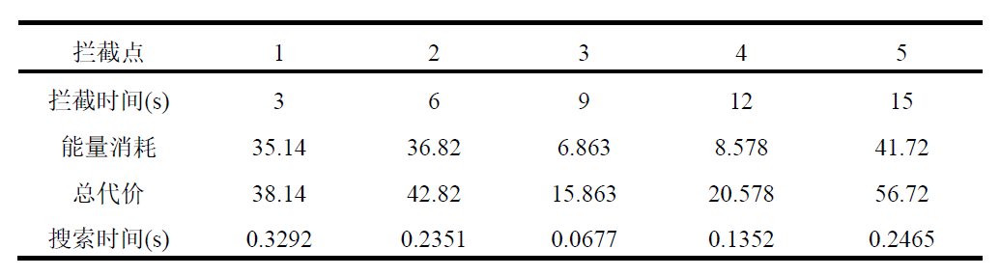 拦截点 1 2 3 4 5
拦截时间(s) 3 6 9 12 15
能量消耗 35.14 36.82 6.863 8.578 41.72
总代价 38.14 42.82 15.863 20.578 56.72
搜索时间(s) 0.3292 0.2351 0.0677 0.1352 0.2465